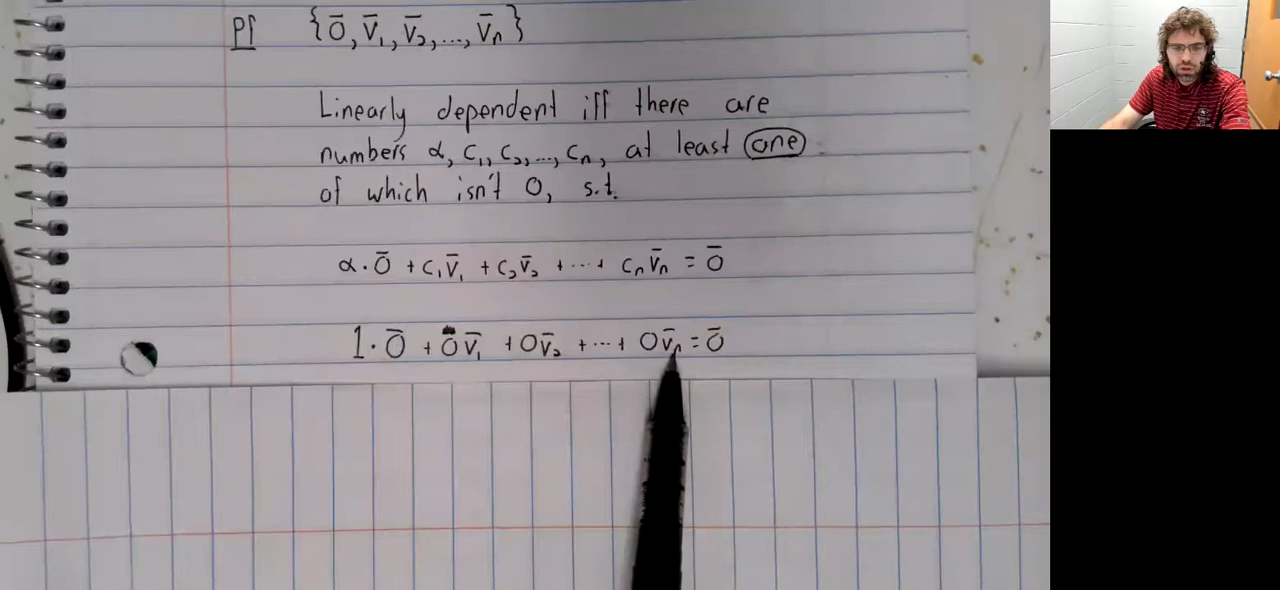 Pf {0̄, v̄₁, v̄₂, ..., v̄ₙ}
Linearly dependent iff there are
numbers α, c₁, c₂, ..., cₙ, at least one
of which isn't 0, s.t.
α · 0̄ + c₁v̄₁ + c₂v̄₂ + ... + cₙv̄ₙ = 0̄
1 · 0̄ + 0v̄₁ + 0v̄₂ + ... + 0v̄ₙ = 0̄